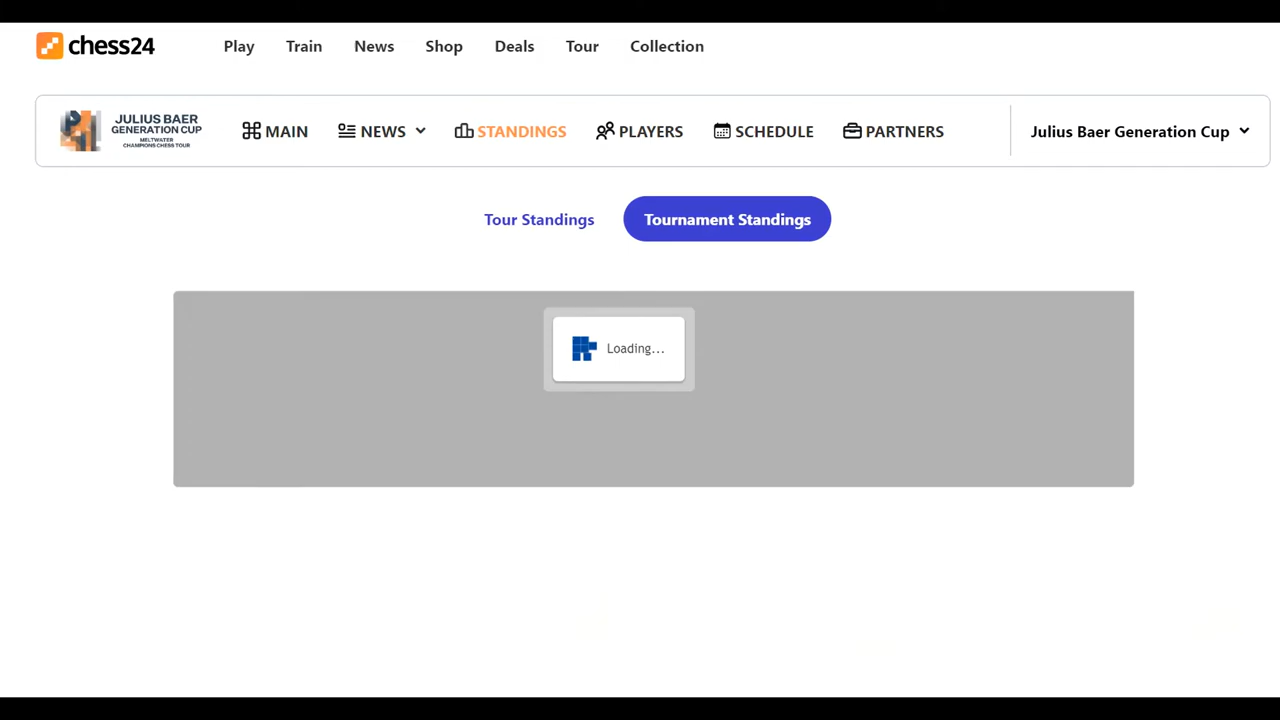 chess24
Play
Train
News
Shop
Deals
Tour
Collection
JULIUS BAER
GENERATION CUP
MELTWATER
CHAMPIONS CHESS TOUR
MAIN
NEWS
STANDINGS
PLAYERS
SCHEDULE
PARTNERS
Julius Baer Generation Cup
Tour Standings
Tournament Standings
Loading...